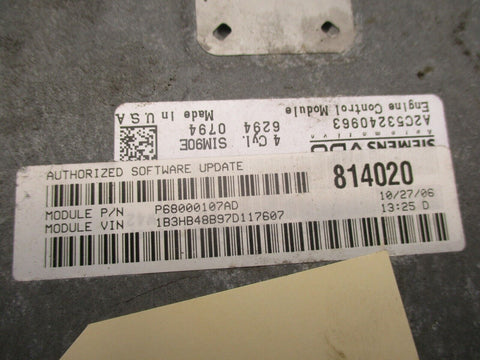 AUTHORIZED SOFTWARE UPDATE
814020
MODULE P/N P68000107AD
10/27/06
MODULE VIN 1B3HB48B97D117607
13:25 D
SIEMENS VDO
Automotive
A2C53240963
Engine Control Module
4 Cyl.
6294
0794
SIM90E
Made in U S A